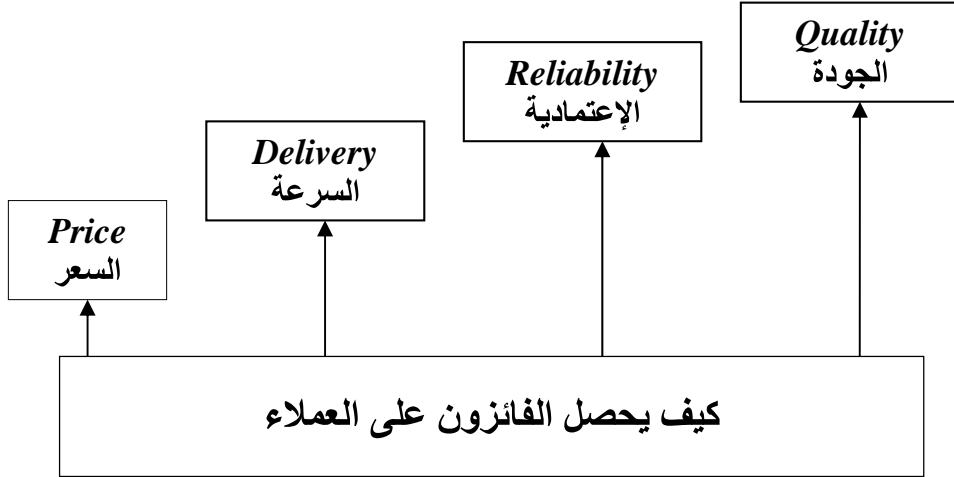 Quality
الجودة
Reliability
الإعتمادية
Delivery
السرعة
Price
السعر
كيف يحصل الفائزون على العملاء